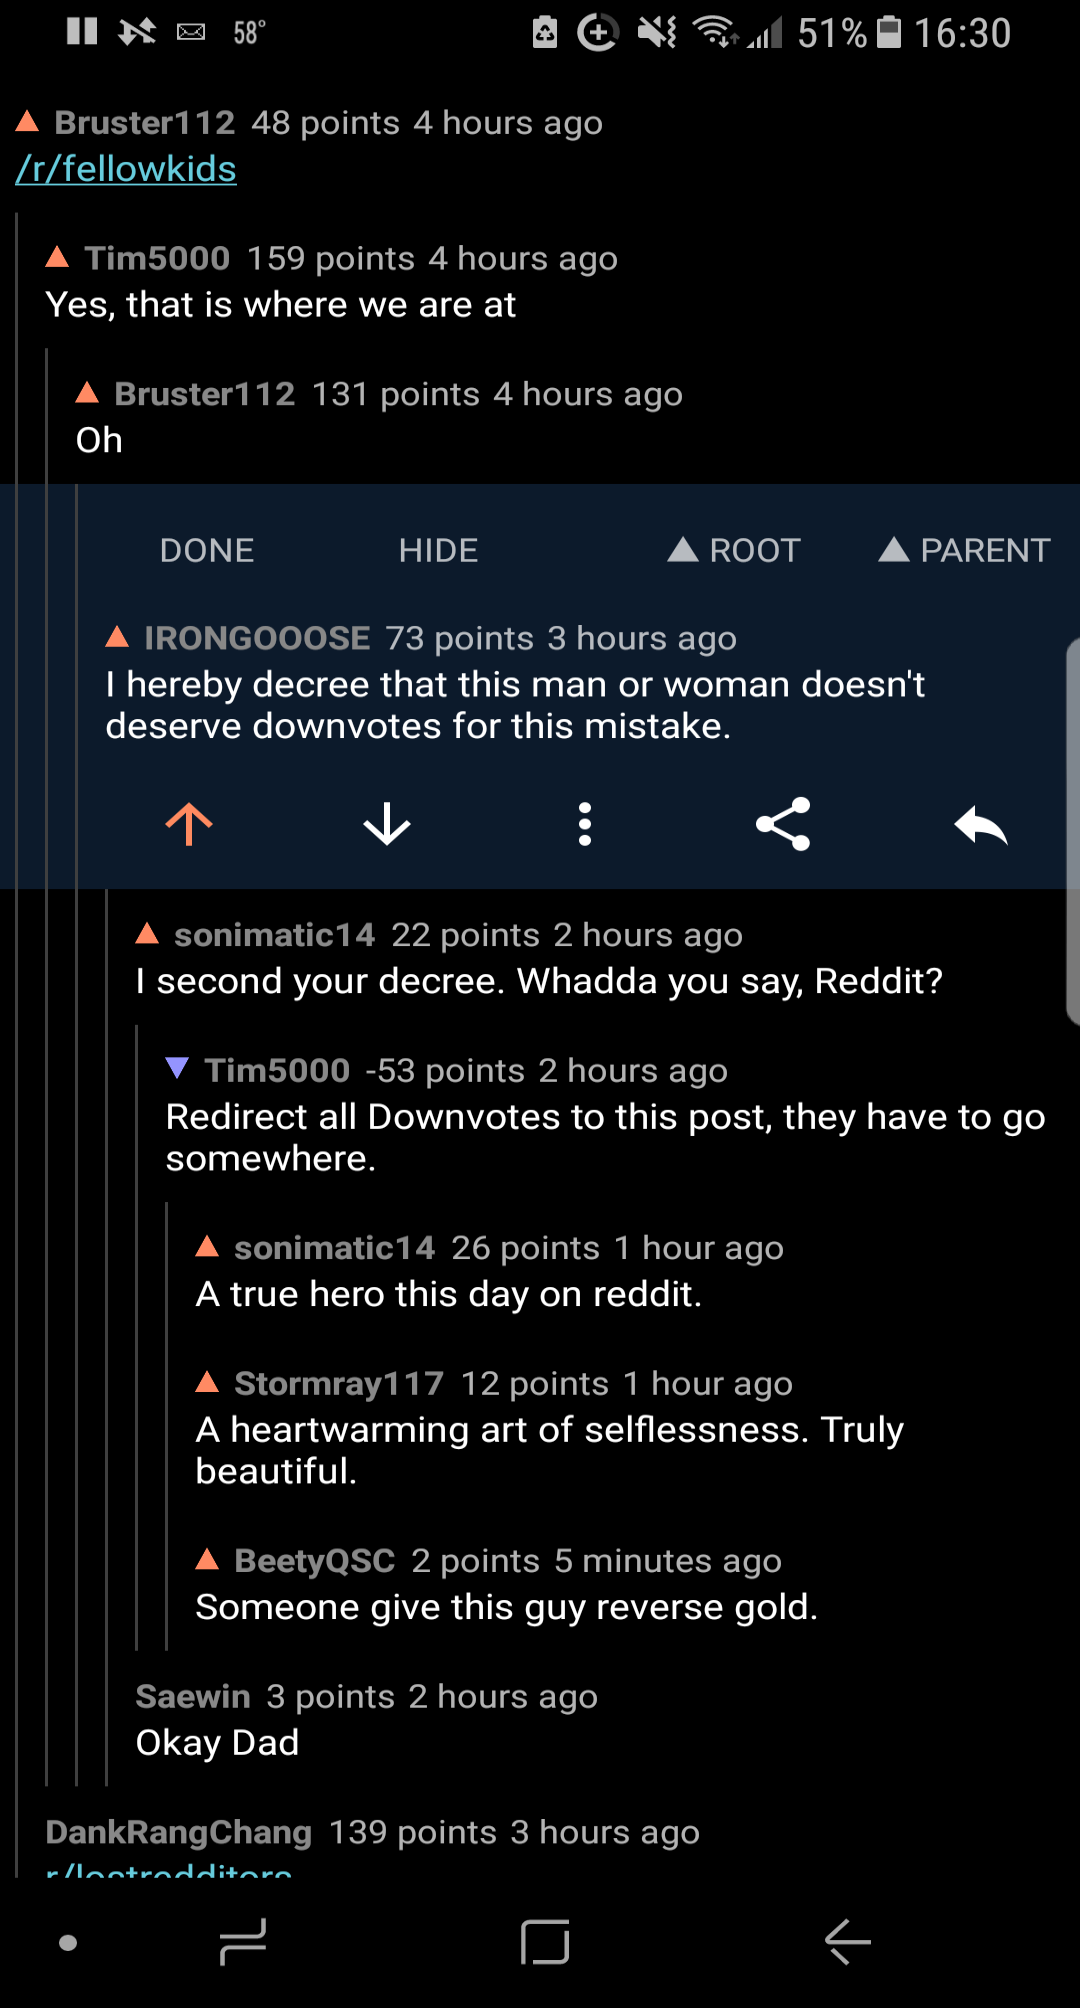 58°
51% 16:30
Bruster112 48 points 4 hours ago
/r/fellowkids
Tim5000 159 points 4 hours ago
Yes, that is where we are at
Bruster112 131 points 4 hours ago
Oh
DONE HIDE ROOT PARENT
IRONGOOOSE 73 points 3 hours ago
I hereby decree that this man or woman doesn't
deserve downvotes for this mistake.
sonimatic14 22 points 2 hours ago
I second your decree. Whadda you say, Reddit?
Tim5000 -53 points 2 hours ago
Redirect all Downvotes to this post, they have to go
somewhere.
sonimatic14 26 points 1 hour ago
A true hero this day on reddit.
Stormray117 12 points 1 hour ago
A heartwarming art of selflessness. Truly
beautiful.
BeetyQSC 2 points 5 minutes ago
Someone give this guy reverse gold.
Saewin 3 points 2 hours ago
Okay Dad
DankRangChang 139 points 3 hours ago
r/lostredditors